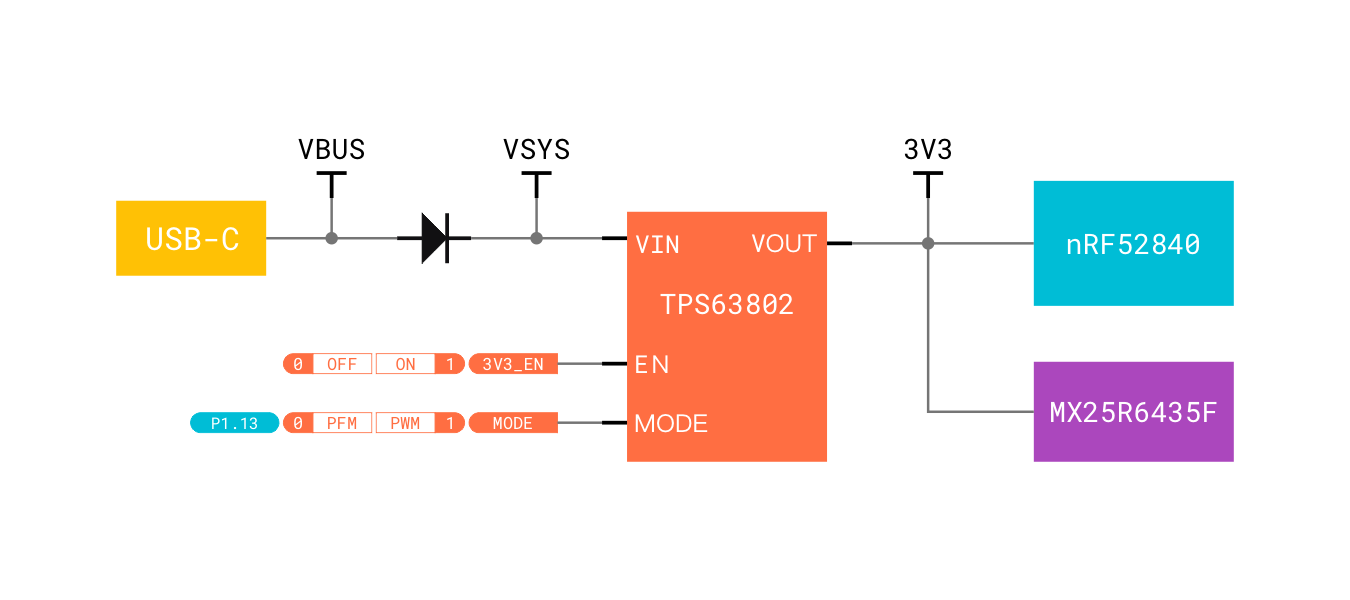 VBUS
VSYS
3V3
USB-C
VIN
VOUT
nRF52840
TPS63802
0 OFF ON 1 3V3_EN
EN
P1.13 0 PFM PWM 1 MODE
MODE
MX25R6435F